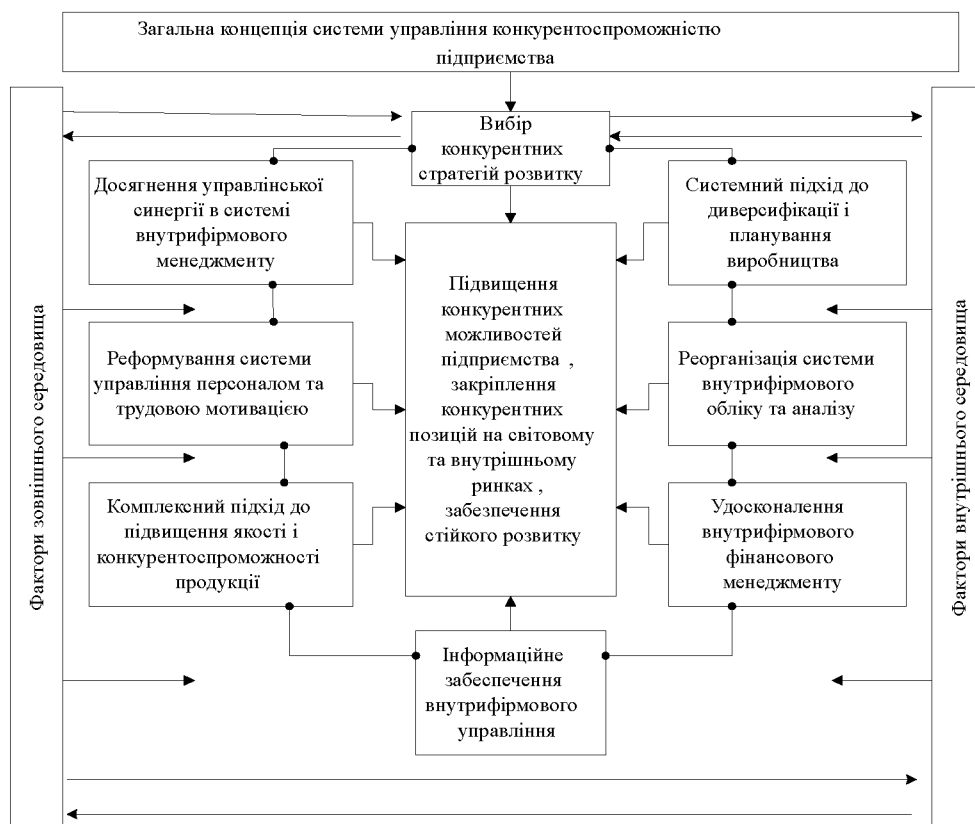 Загальна концепція системи управління конкурентоспроможністю
підприємства
Вибір
конкурентних
стратегій розвитку
Досягнення управлінської
синергії в системі
внутрифірмового
менеджменту
Системний підхід до
диверсифікації і
планування
виробництва
Підвищення
конкурентних
можливостей
підприємства ,
закріплення
конкурентних
позицій на світовому
та внутрішньому
ринках ,
забезпечення
стійкого розвитку
Реформування системи
управління персоналом та
трудовою мотивацією
Реорганізація системи
внутрифірмового
обліку та аналізу
Комплексний підхід до
підвищення якості і
конкурентоспроможності
продукції
Удосконалення
внутрифірмового
фінансового
менеджменту
Інформаційне
забеспечення
внутрифірмового
управління
Фактори зовнішнього середовища
Фактори внутрішнього середовища